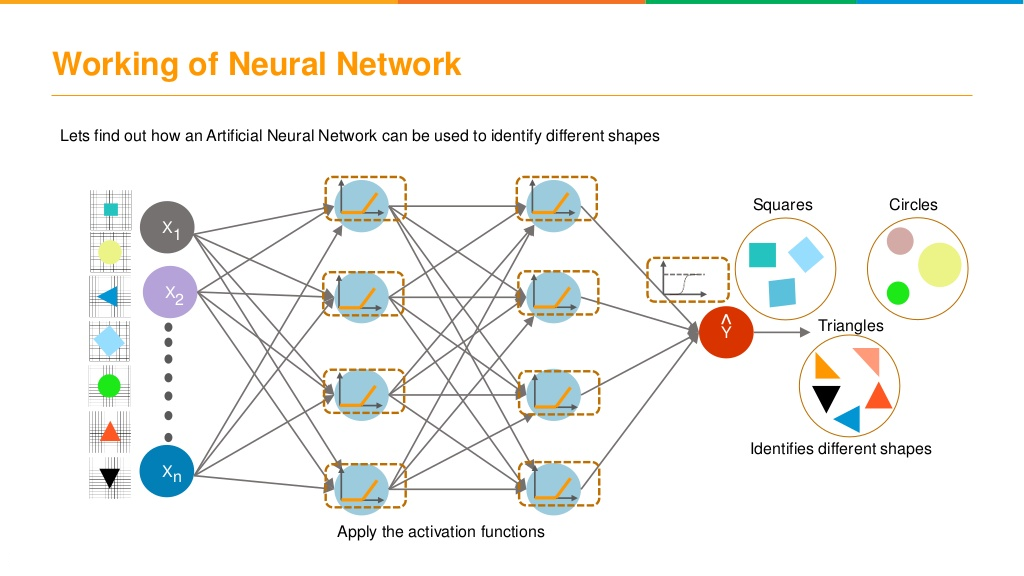 Working of Neural Network
Lets find out how an Artificial Neural Network can be used to identify different shapes
Squares
Circles
X1
X2
Xn
^
Y
Triangles
Identifies different shapes
Apply the activation functions